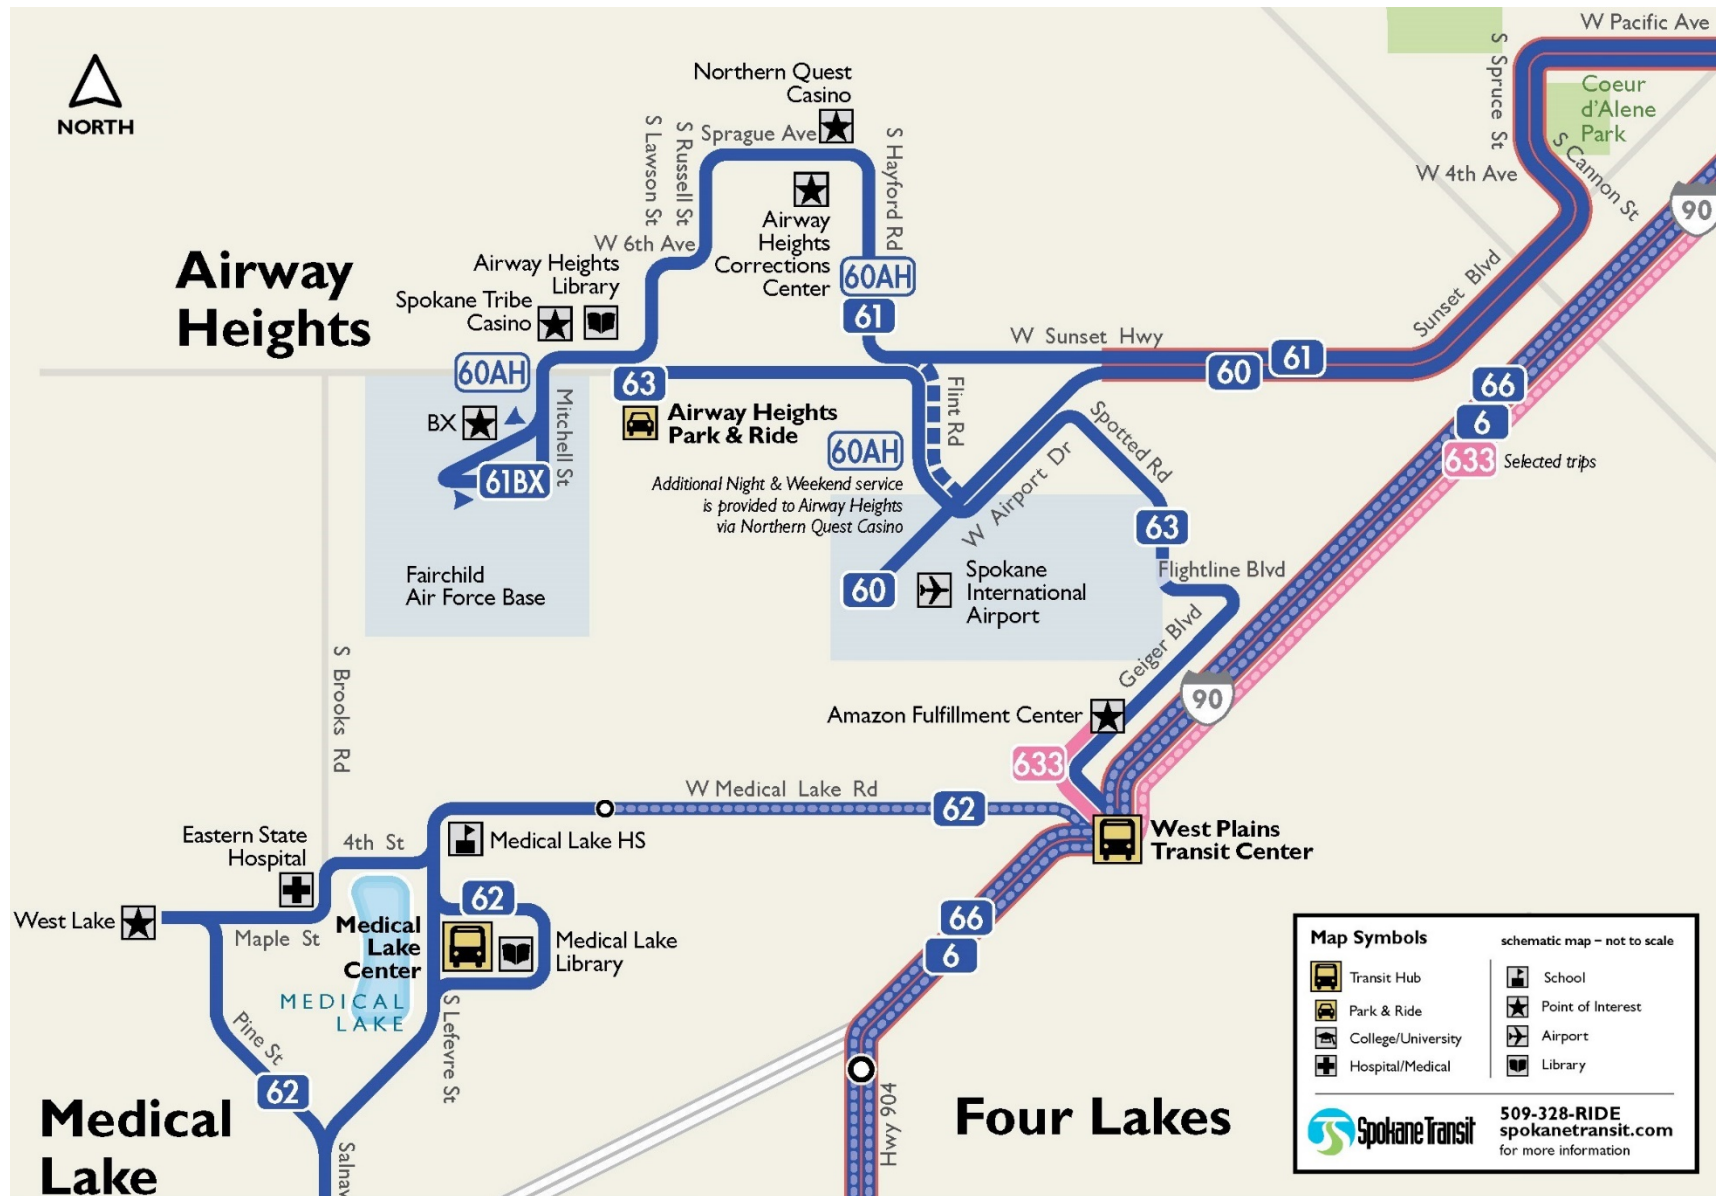 W Pacific Ave
S Spruce St
Coeur
d'Alene
Park
S Cannon St
W 4th Ave
90
NORTH
Northern Quest
Casino
Sprague Ave
S Lawson St
S Russell St
S Hayford Rd
W 6th Ave
Airway
Heights
Corrections
Center
60AH
61
Airway
Heights
Airway Heights
Library
Spokane Tribe
Casino
60AH
63
W Sunset Hwy
60
61
Sunset Blvd
66
6
633
Selected trips
BX
Mitchell St
61BX
Airway Heights
Park & Ride
60AH
Flint Rd
Additional Night & Weekend service
is provided to Airway Heights
via Northern Quest Casino
W Airport Dr
Spotted Rd
63
Flightline Blvd
60
Spokane
International
Airport
Fairchild
Air Force Base
Geiger Blvd
S Brooks Rd
90
Amazon Fulfillment Center
633
W Medical Lake Rd
62
West Plains
Transit Center
Eastern State
Hospital
4th St
Medical Lake HS
62
West Lake
Maple St
Medical
Lake
Center
Medical Lake
Library
MEDICAL
LAKE
66
6
Pine St
S Lefevre St
62
Medical
Lake
Salnav
Hwy 904
Four Lakes
Map Symbols
schematic map – not to scale
Transit Hub
Park & Ride
College/University
Hospital/Medical
School
Point of Interest
Airport
Library
Spokane Transit
509-328-RIDE
spokanetransit.com
for more information